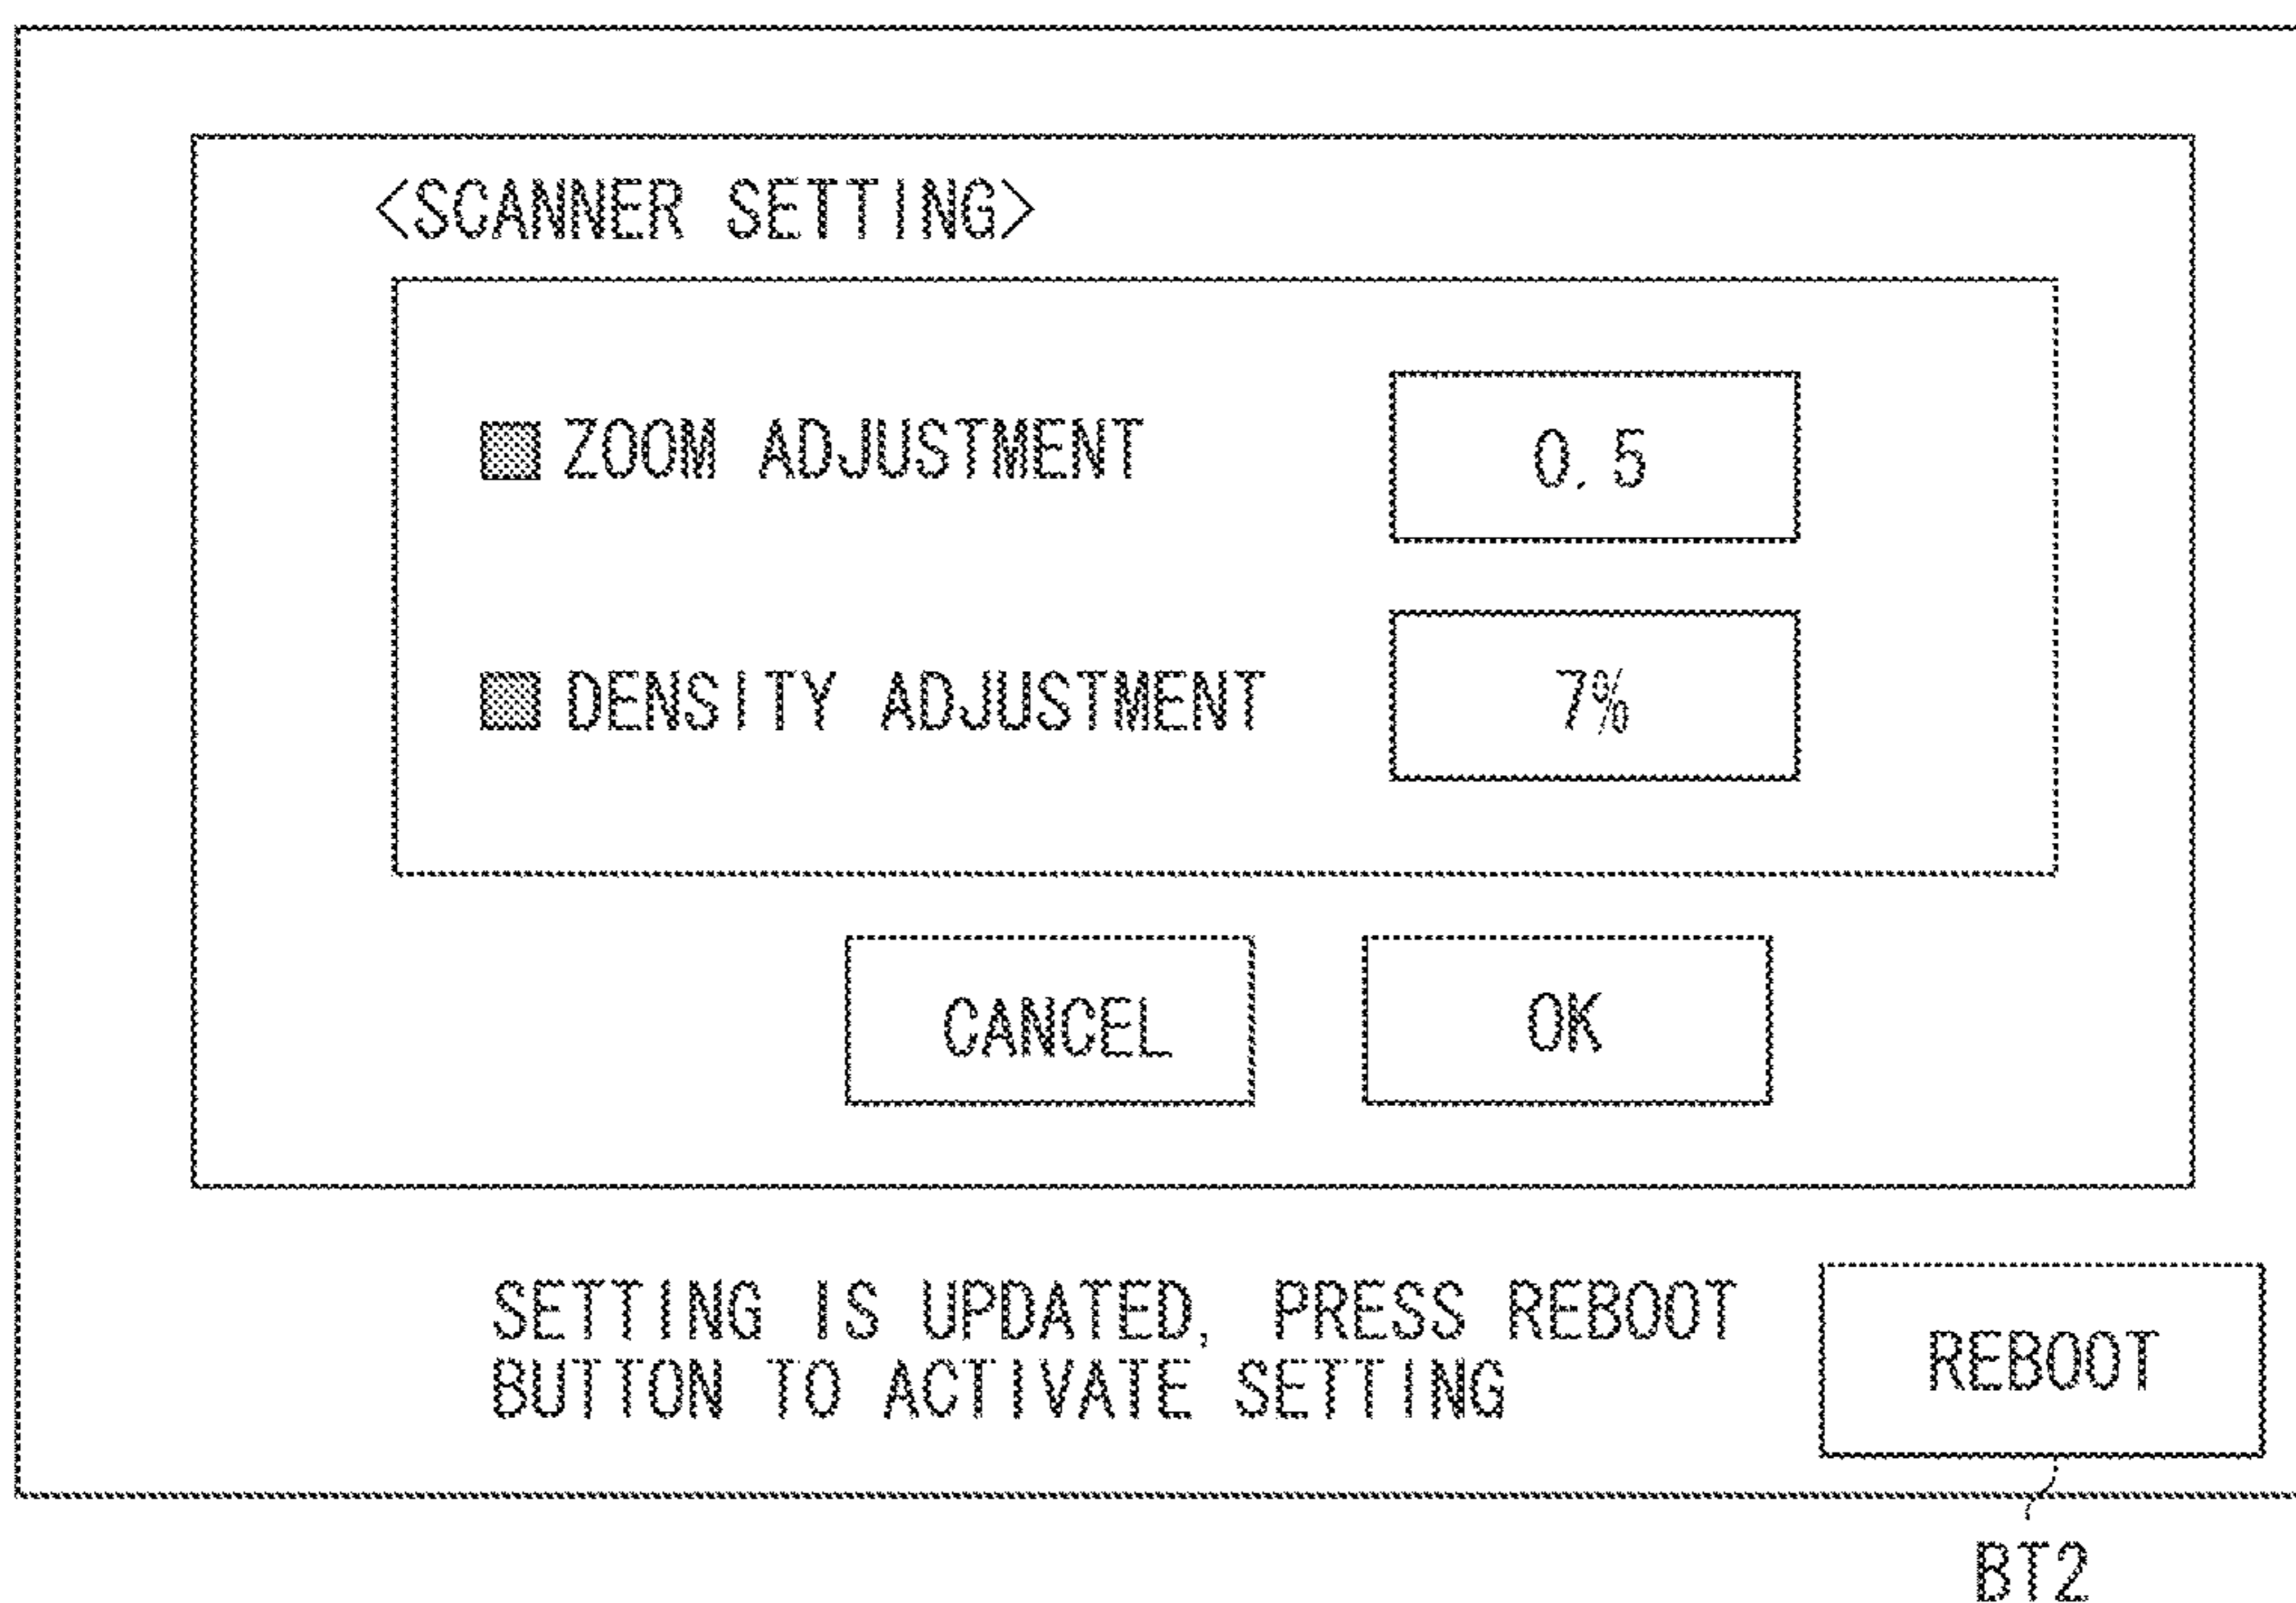 <SCANNER SETTING>
ZOOM ADJUSTMENT 0.5
DENSITY ADJUSTMENT 7%
CANCEL OK
SETTING IS UPDATED, PRESS REBOOT
BUTTON TO ACTIVATE SETTING
REBOOT
BT2